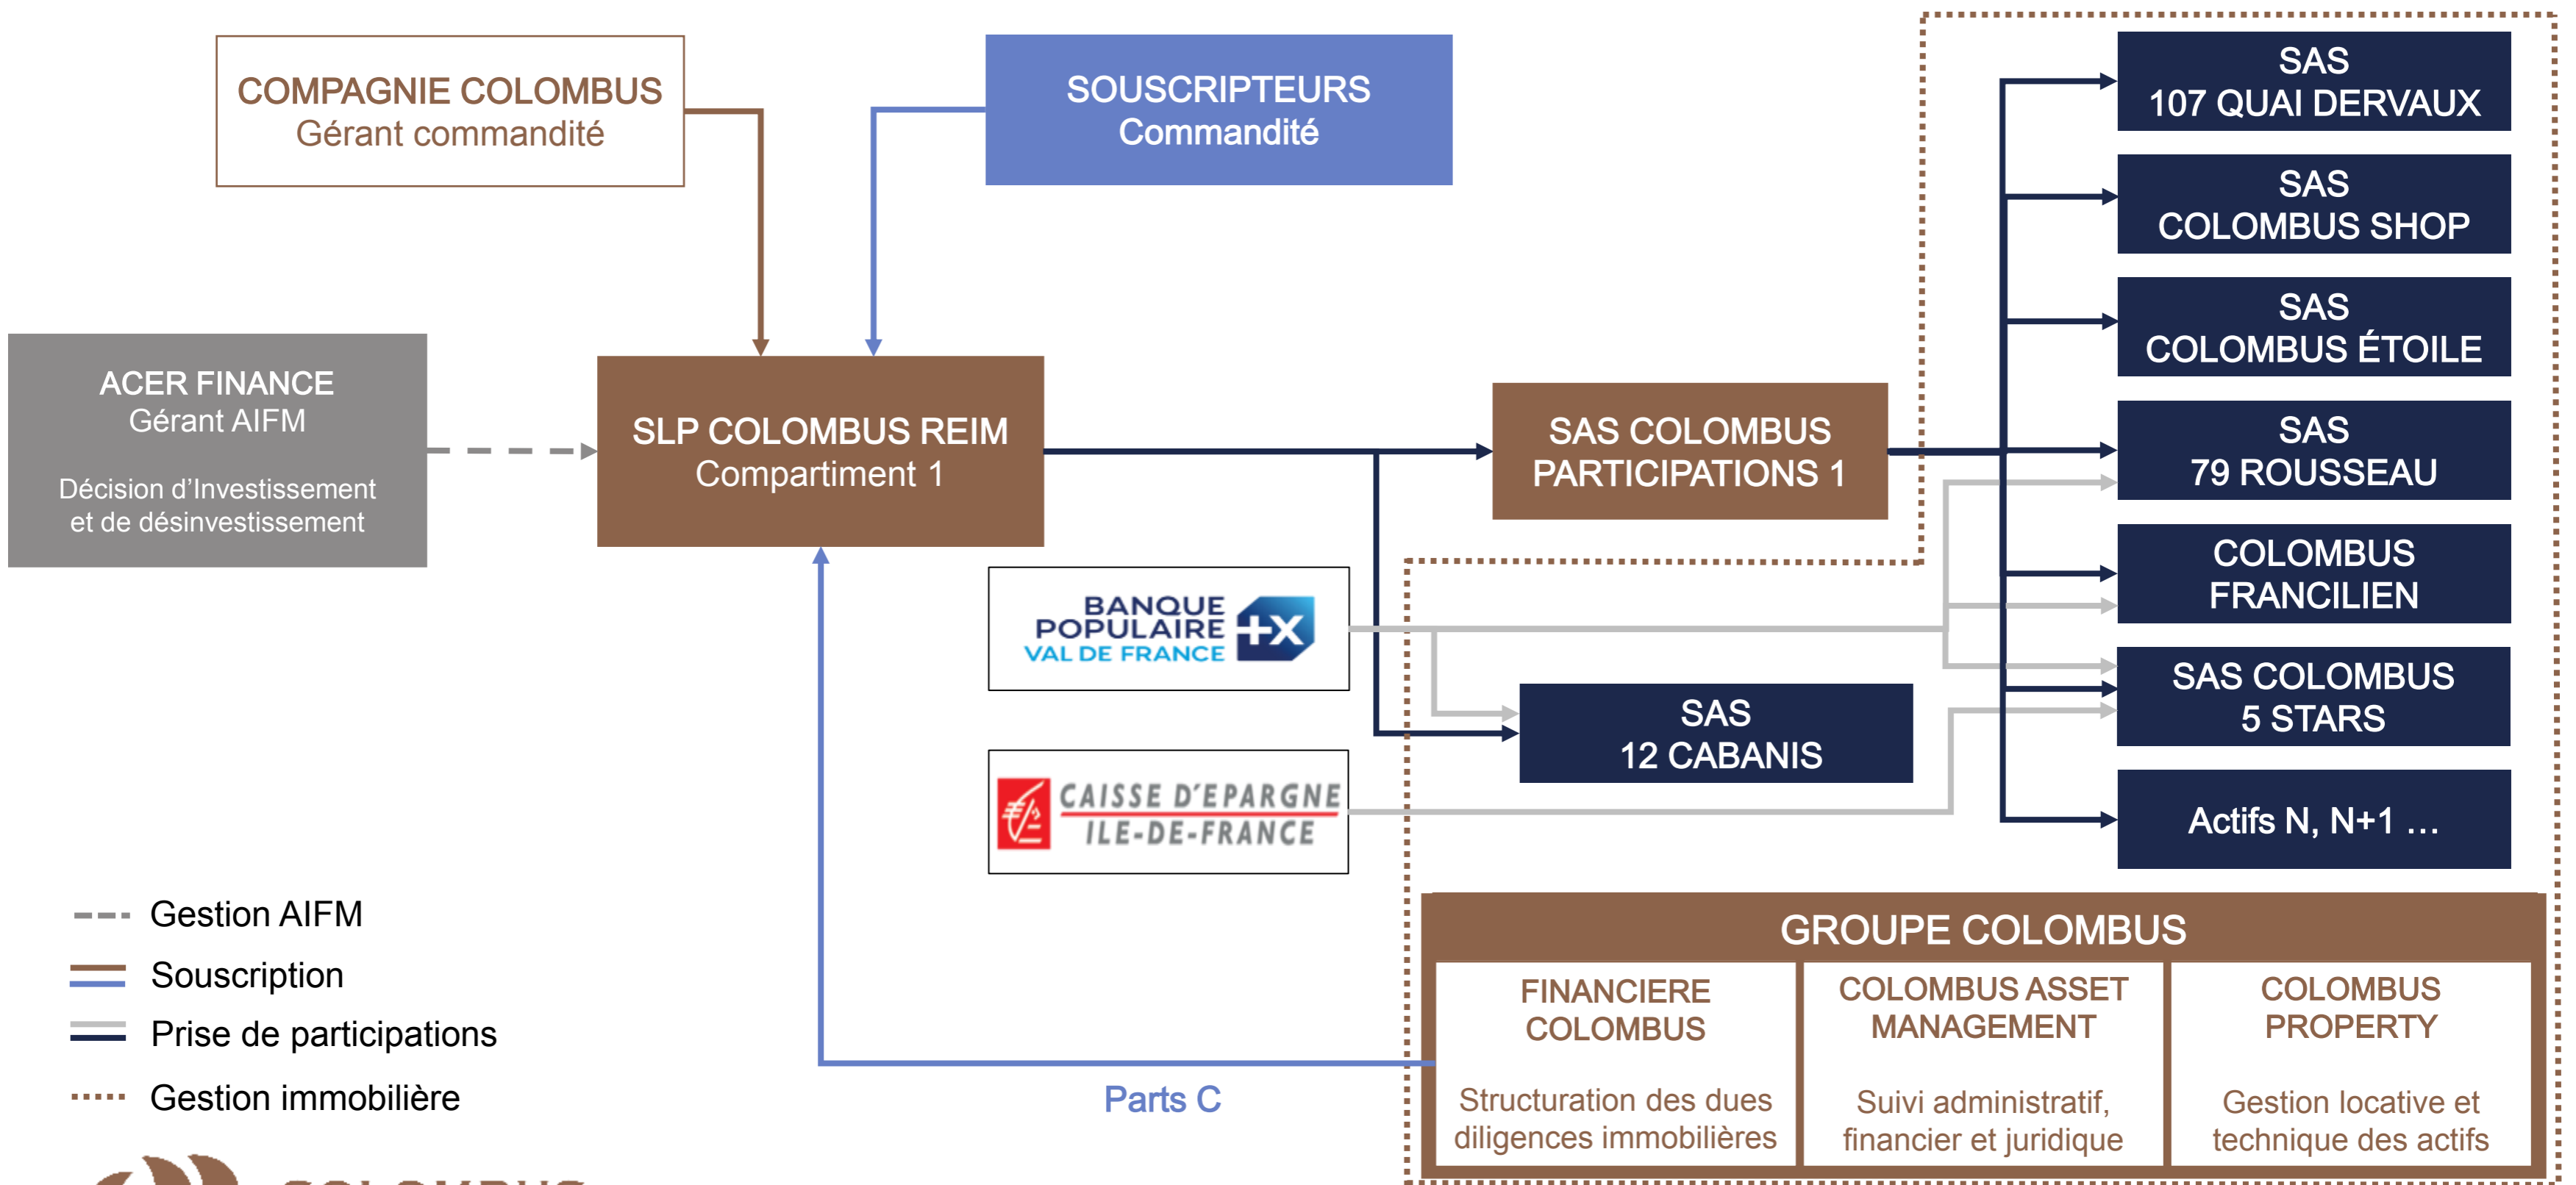 COMPAGNIE COLOMBUS
Gérant commandité
SOUSCRIPTEURS
Commandité
SAS
107 QUAI DERVAUX
SAS
COLOMBUS SHOP
SAS
COLOMBUS ÉTOILE
ACER FINANCE
Gérant AIFM
Décision d’Investissement
et de désinvestissement
SLP COLOMBUS REIM
Compartiment 1
SAS COLOMBUS
PARTICIPATIONS 1
SAS
79 ROUSSEAU
COLOMBUS
FRANCILIEN
BANQUE
POPULAIRE
VAL DE FRANCE
+X
SAS COLOMBUS
5 STARS
SAS
12 CABANIS
CAISSE D'EPARGNE
ILE-DE-FRANCE
Actifs N, N+1 ...
Gestion AIFM
Souscription
Prise de participations
Gestion immobilière
Parts C
GROUPE COLOMBUS
FINANCIERE
COLOMBUS
Structuration des dues
diligences immobilières
COLOMBUS ASSET
MANAGEMENT
Suivi administratif,
financier et juridique
COLOMBUS
PROPERTY
Gestion locative et
technique des actifs